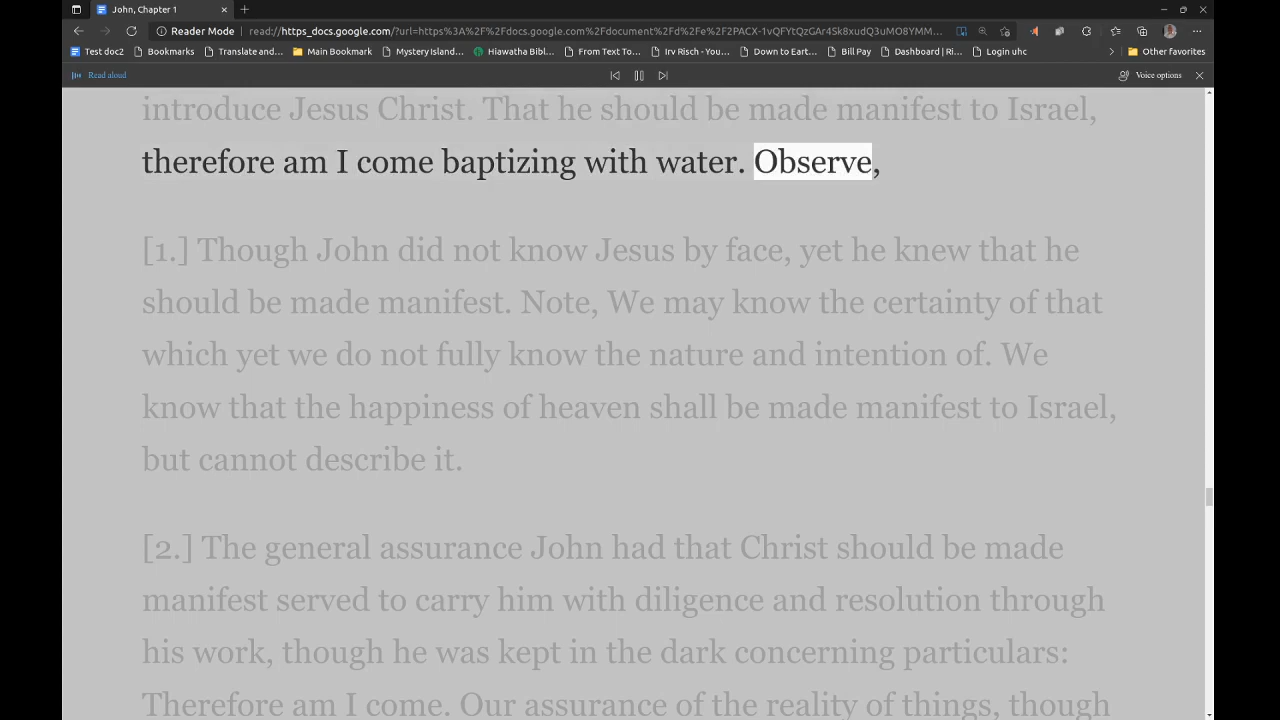 John, Chapter 1
Reader Mode
read://https_docs.google.com/?url=https%3A%2F%2Fdocs.google.com%2Fdocument%2Fd%2Fe%2F2PACX-1vQFYtQzGAr4Sk8xudQ3uMO8YMM...
Test doc2
Bookmarks
Translate and...
Main Bookmark
Mystery Island...
Hiawatha Bibl...
From Text To...
Irv Risch - You...
Down to Eart...
Bill Pay
Dashboard | Ri...
Login uhc
Other favorites
Read aloud
Voice options
introduce Jesus Christ. That he should be made manifest to Israel,
therefore am I come baptizing with water. Observe,
[1.] Though John did not know Jesus by face, yet he knew that he
should be made manifest. Note, We may know the certainty of that
which yet we do not fully know the nature and intention of. We
know that the happiness of heaven shall be made manifest to Israel,
but cannot describe it.
[2.] The general assurance John had that Christ should be made
manifest served to carry him with diligence and resolution through
his work, though he was kept in the dark concerning particulars:
Therefore am I come. Our assurance of the reality of things, though